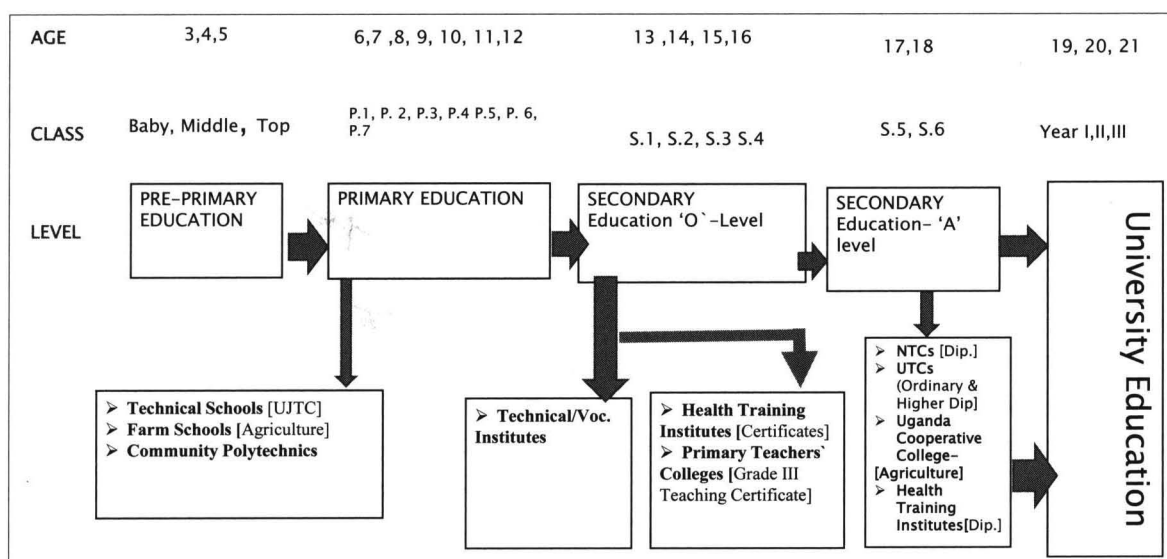 AGE 3,4,5 6,7 ,8, 9, 10, 11,12 13 ,14, 15,16 17,18 19, 20, 21
CLASS Baby, Middle, Top P.1, P. 2, P.3, P.4 P.5, P. 6, P.7 S.1, S.2, S.3 S.4 S.5, S.6 Year I,II,III
LEVEL
PRE-PRIMARY
EDUCATION
PRIMARY EDUCATION
SECONDARY
Education ‘O`-Level
SECONDARY
Education- ‘A’
level
University Education
➢ Technical Schools [UJTC]
➢ Farm Schools [Agriculture]
➢ Community Polytechnics
➢ Technical/Voc.
Institutes
➢ Health Training
Institutes [Certificates]
➢ Primary Teachers`
Colleges [Grade III
Teaching Certificate]
➢ NTCs [Dip.]
➢ UTCs
(Ordinary &
Higher Dip]
➢ Uganda
Cooperative
College-
[Agriculture]
➢ Health
Training
Institutes[Dip.]